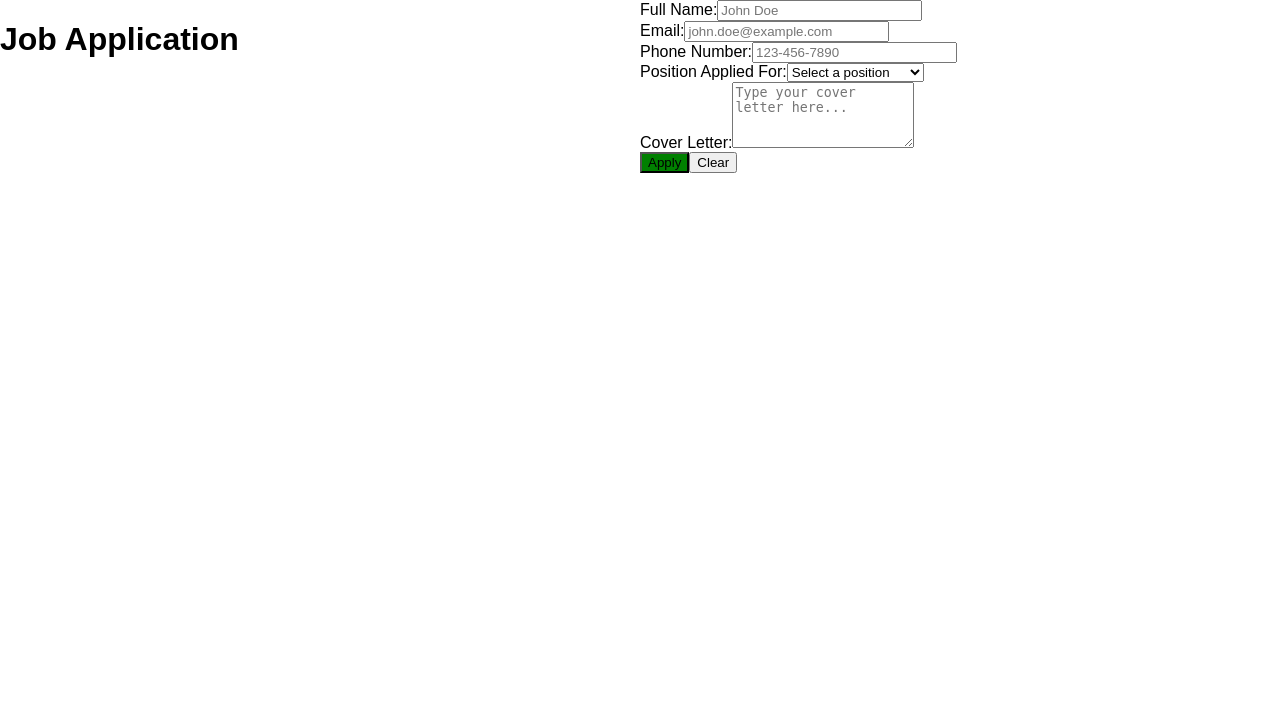 Job Application
Full Name: John Doe
Email: john.doe@example.com
Phone Number: 123-456-7890
Position Applied For: Select a position
Type your cover
letter here...
Cover Letter:
Apply Clear